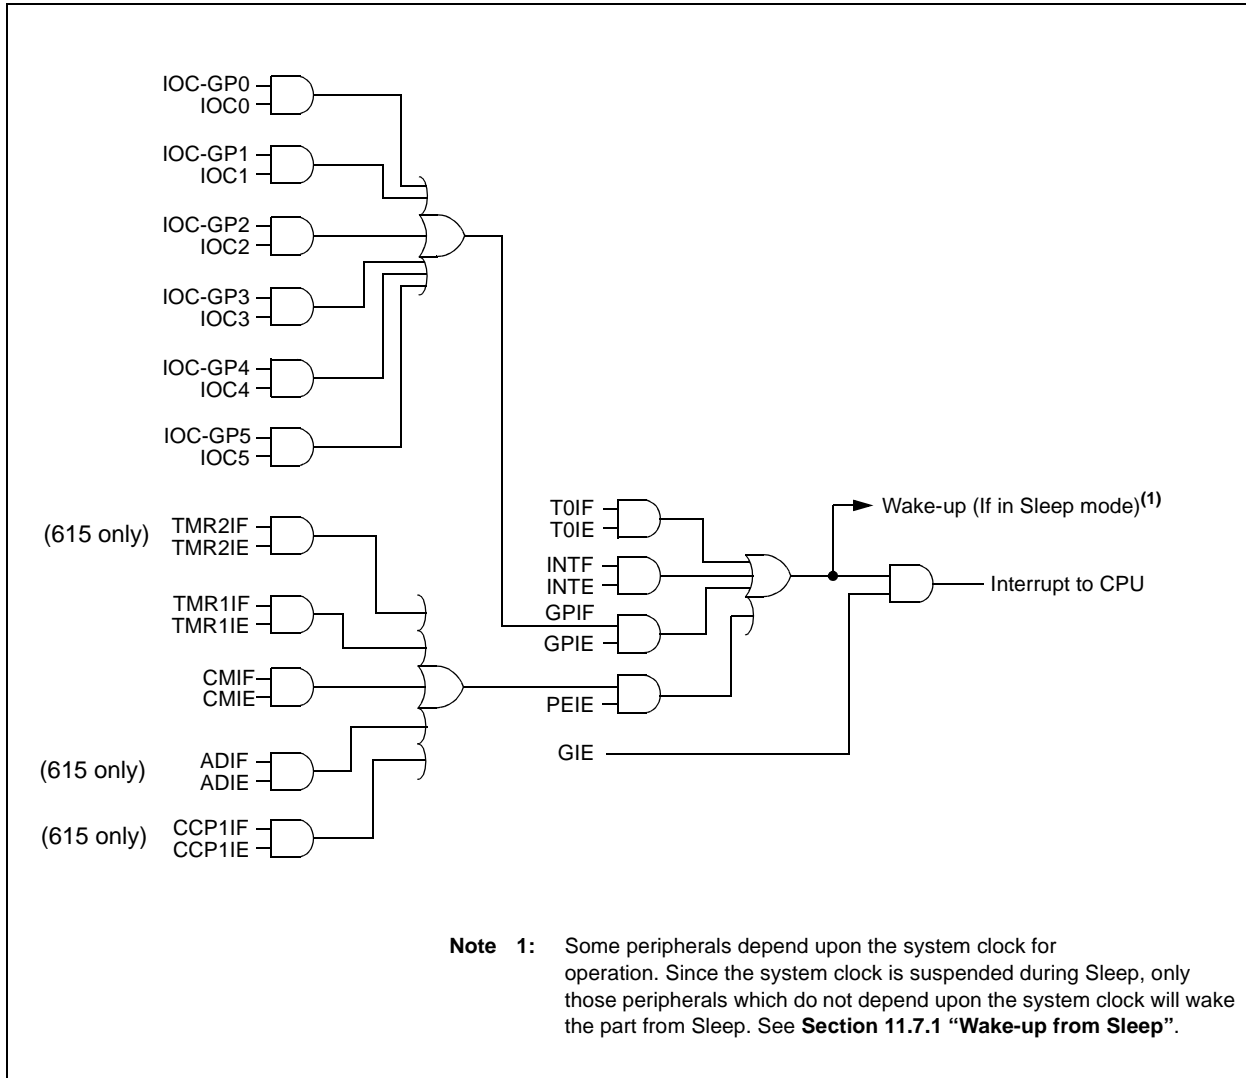 IOC-GP0
IOC0
IOC-GP1
IOC1
IOC-GP2
IOC2
IOC-GP3
IOC3
IOC-GP4
IOC4
IOC-GP5
IOC5
(615 only)
TMR2IF
TMR2IE
TMR1IF
TMR1IE
CMIF
CMIE
(615 only)
ADIF
ADIE
(615 only)
CCP1IF
CCP1IE
T0IF
T0IE
INTF
INTE
GPIF
GPIE
PEIE
GIE
Wake-up (If in Sleep mode)(1)
Interrupt to CPU
Note 1: Some peripherals depend upon the system clock for
operation. Since the system clock is suspended during Sleep, only
those peripherals which do not depend upon the system clock will wake
the part from Sleep. See Section 11.7.1 “Wake-up from Sleep”.